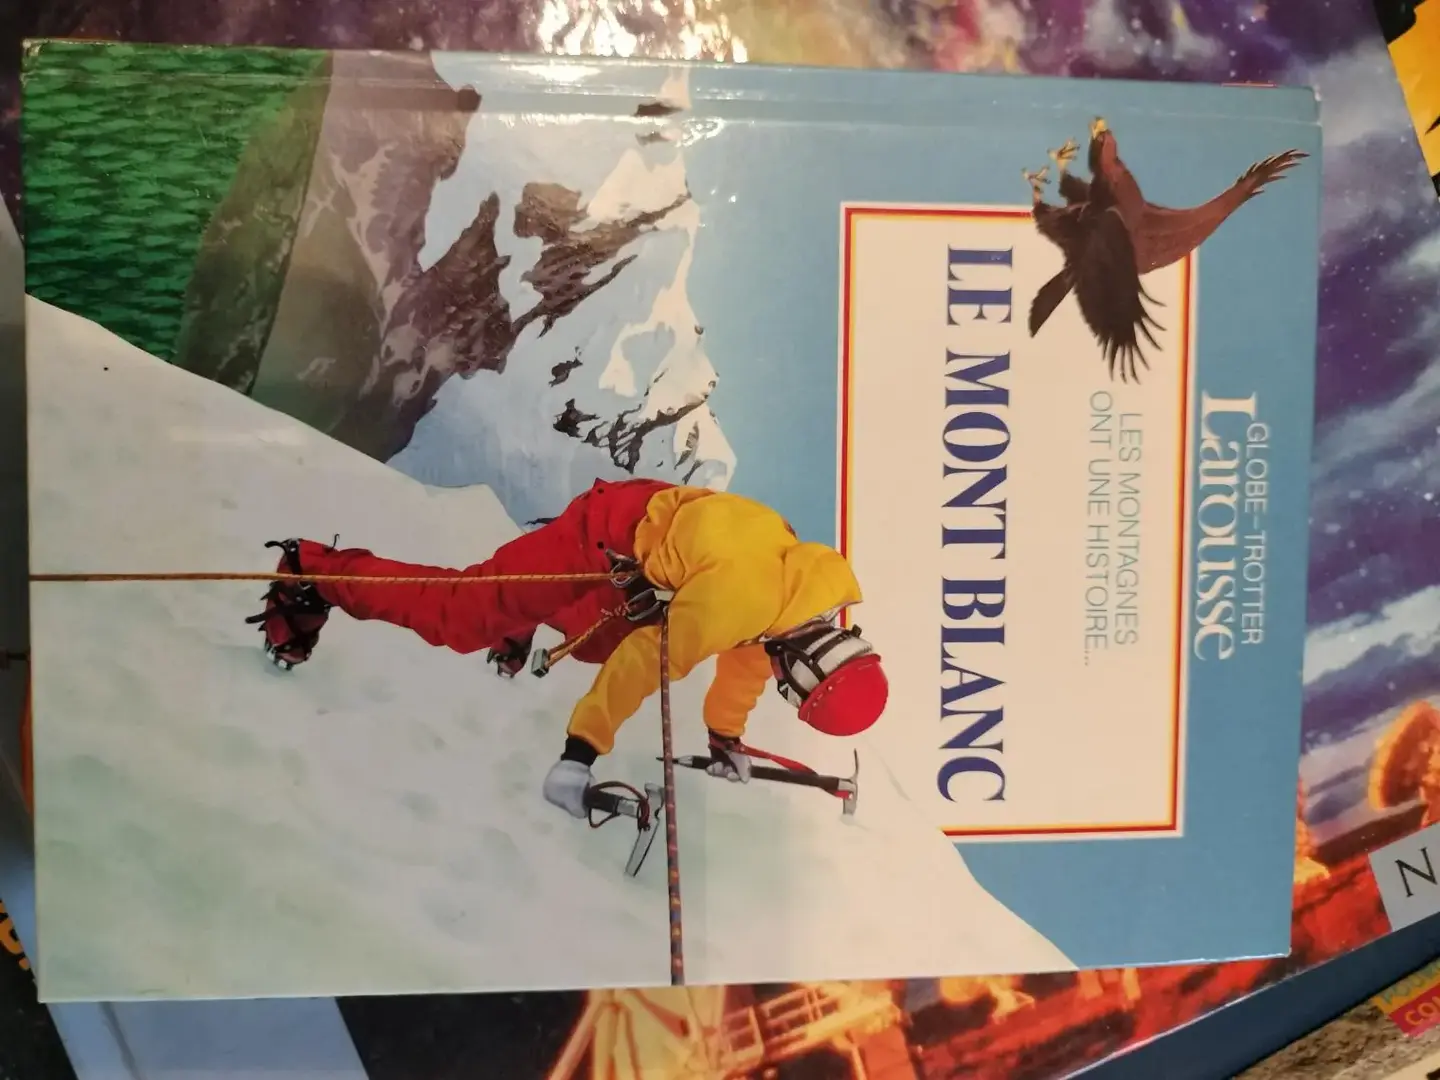 GLOBE-TROTTER
Larousse
LES MONTAGNES
ONT UNE HISTOIRE...
LE MONT BLANC
N